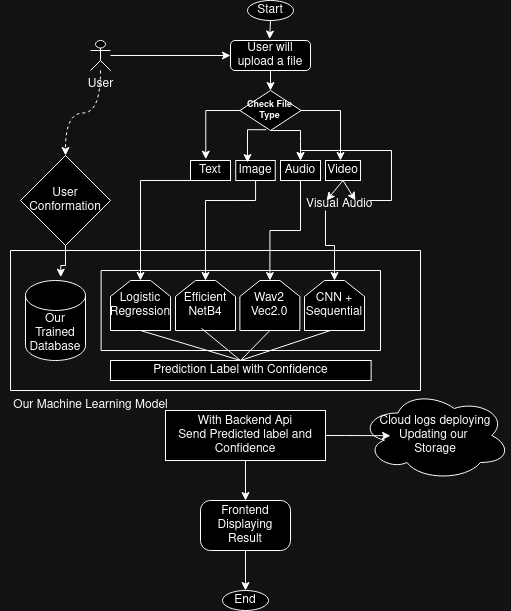 Start
User will
upload a file
User
Check File
Type
Text
Image
Audio
Video
Visual Audio
User
Conformation
Logistic
Regression
Efficient
NetB4
Wav2
Vec2.0
CNN +
Sequential
Our
Trained
Database
Prediction Label with Confidence
Our Machine Learning Model
With Backend Api
Send Predicted label and
Confidence
Cloud logs deploying
Updating our
Storage
Frontend
Displaying
Result
End